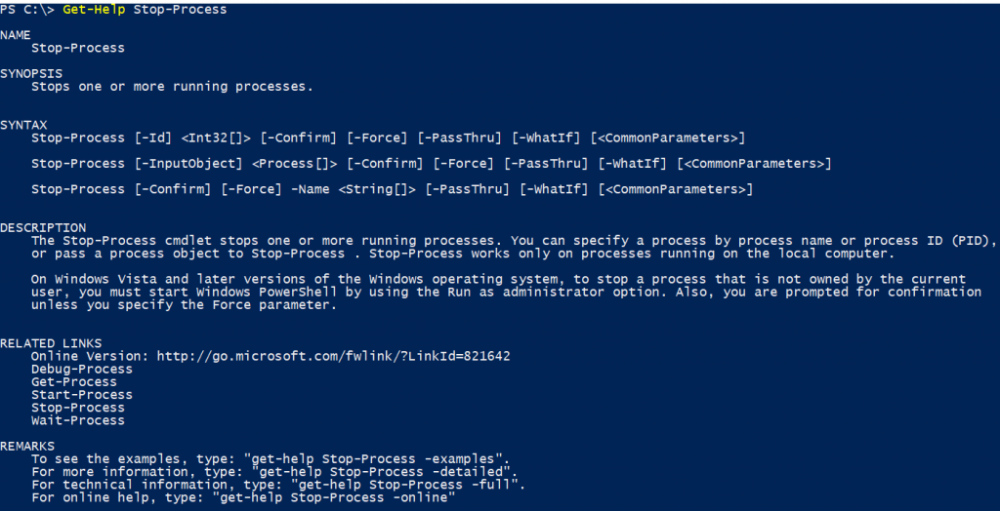 PS C:\> Get-Help Stop-Process
NAME
Stop-Process
SYNOPSIS
Stops one or more running processes.
SYNTAX
Stop-Process [-Id] <Int32[]> [-Confirm] [-Force] [-PassThru] [-WhatIf] [<CommonParameters>]
Stop-Process [-InputObject] <Process[]> [-Confirm] [-Force] [-PassThru] [-WhatIf] [<CommonParameters>]
Stop-Process [-Confirm] [-Force] -Name <String[]> [-PassThru] [-WhatIf] [<CommonParameters>]
DESCRIPTION
The Stop-Process cmdlet stops one or more running processes. You can specify a process by process name or process ID (PID),
or pass a process object to Stop-Process . Stop-Process works only on processes running on the local computer.
On Windows Vista and later versions of the Windows operating system, to stop a process that is not owned by the current
user, you must start Windows PowerShell by using the Run as administrator option. Also, you are prompted for confirmation
unless you specify the Force parameter.
RELATED LINKS
Online Version: http://go.microsoft.com/fwlink/?LinkId=821642
Debug-Process
Get-Process
Start-Process
Stop-Process
Wait-Process
REMARKS
To see the examples, type: "get-help Stop-Process -examples".
For more information, type: "get-help Stop-Process -detailed".
For technical information, type: "get-help Stop-Process -full".
For online help, type: "get-help Stop-Process -online"